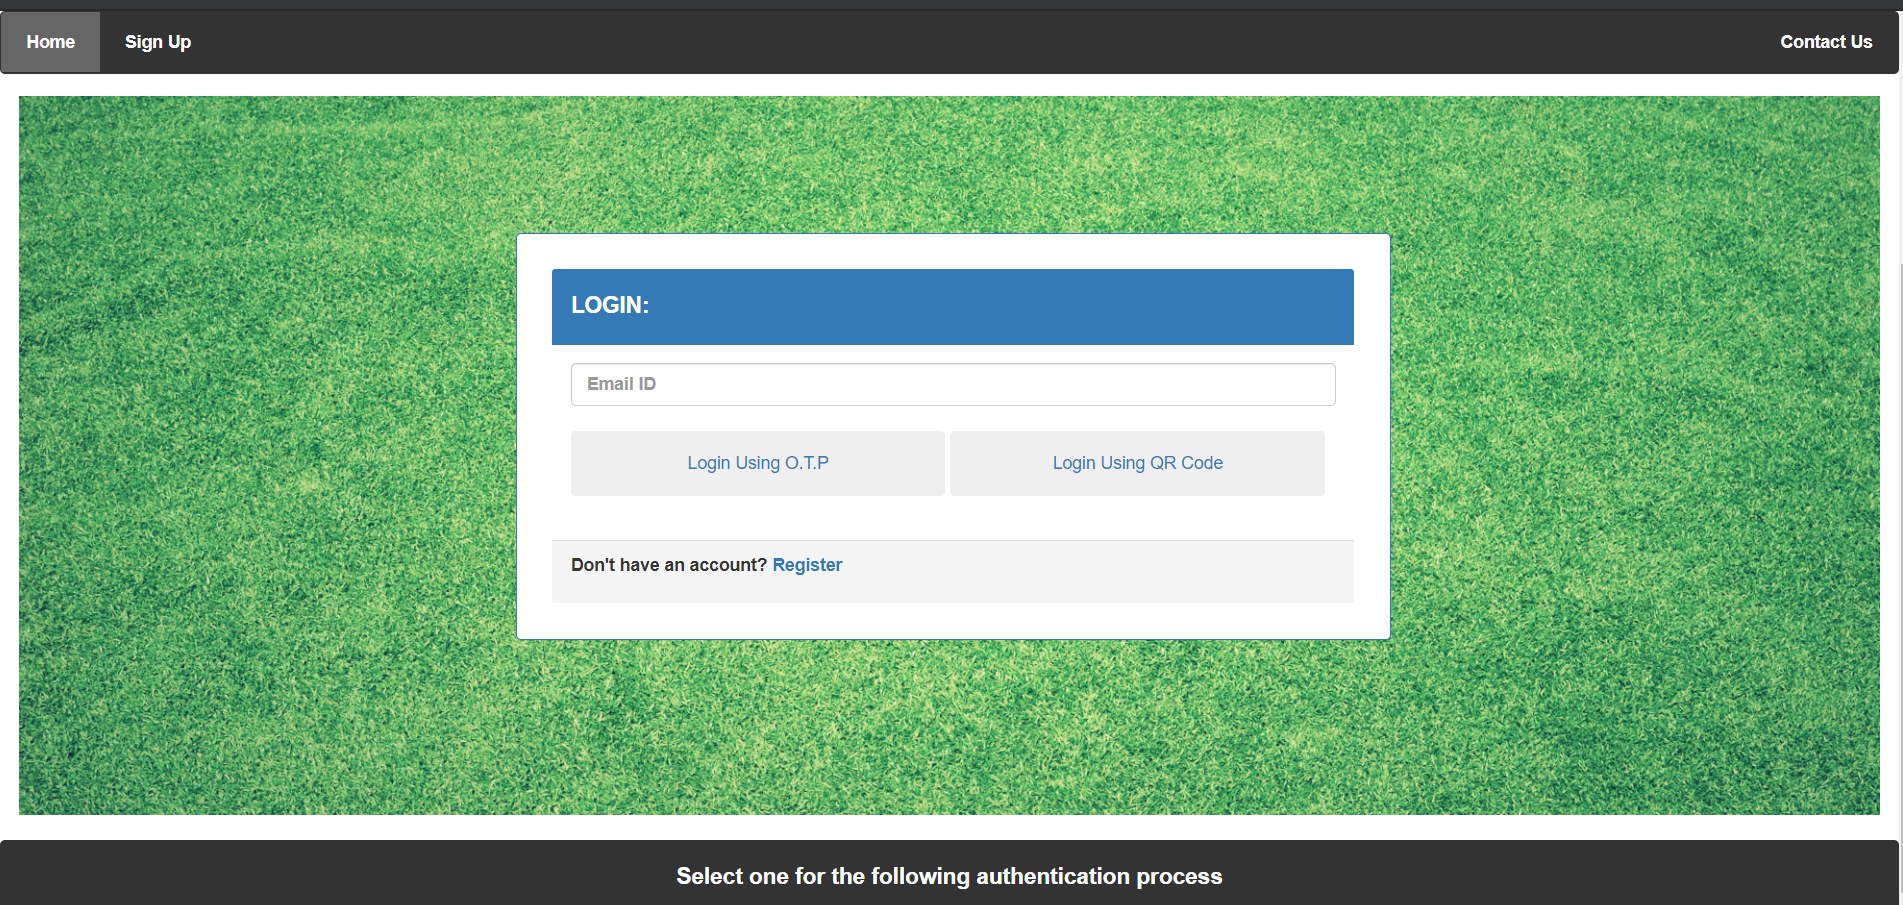 Home Sign Up Contact Us
LOGIN:
Email ID
Login Using O.T.P Login Using QR Code
Don't have an account? Register
Select one for the following authentication process